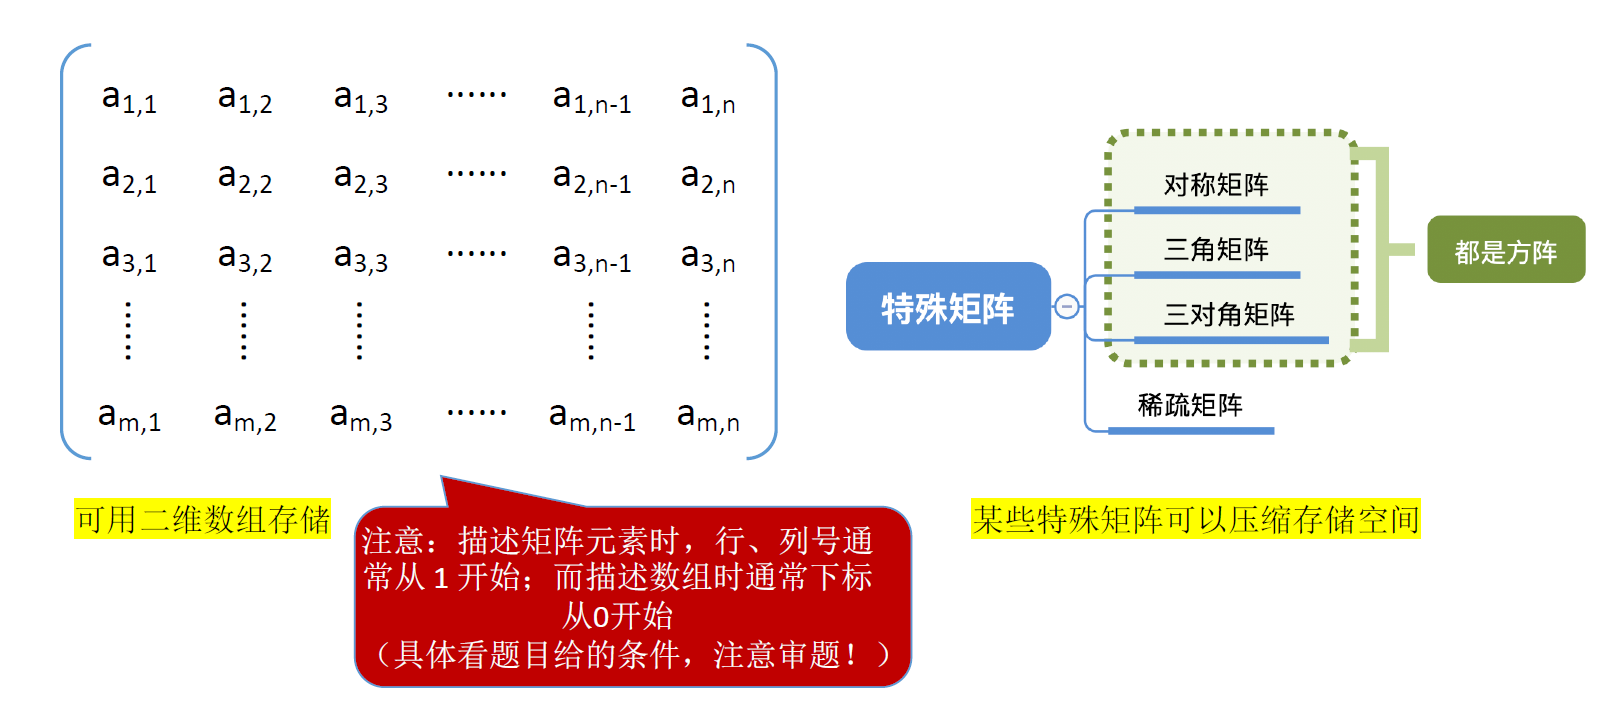 a1,1 a1,2 a1,3 ······ a1,n-1 a1,n
a2,1 a2,2 a2,3 ······ a2,n-1 a2,n
a3,1 a3,2 a3,3 ······ a3,n-1 a3,n
am,1 am,2 am,3 ······ am,n-1 am,n
可用二维数组存储
注意：描述矩阵元素时，行、列号通
常从 1 开始；而描述数组时通常下标
从0开始
（具体看题目给的条件，注意审题！）
特殊矩阵
对称矩阵
三角矩阵
三对角矩阵
稀疏矩阵
都是方阵
某些特殊矩阵可以压缩存储空间